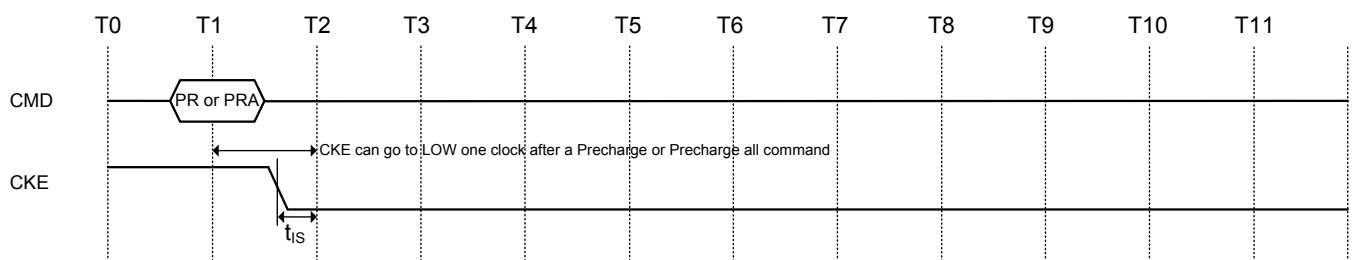 T0 T1 T2 T3 T4 T5 T6 T7 T8 T9 T10 T11
CMD
PR or PRA
CKE can go to LOW one clock after a Precharge or Precharge all command
CKE
tIS